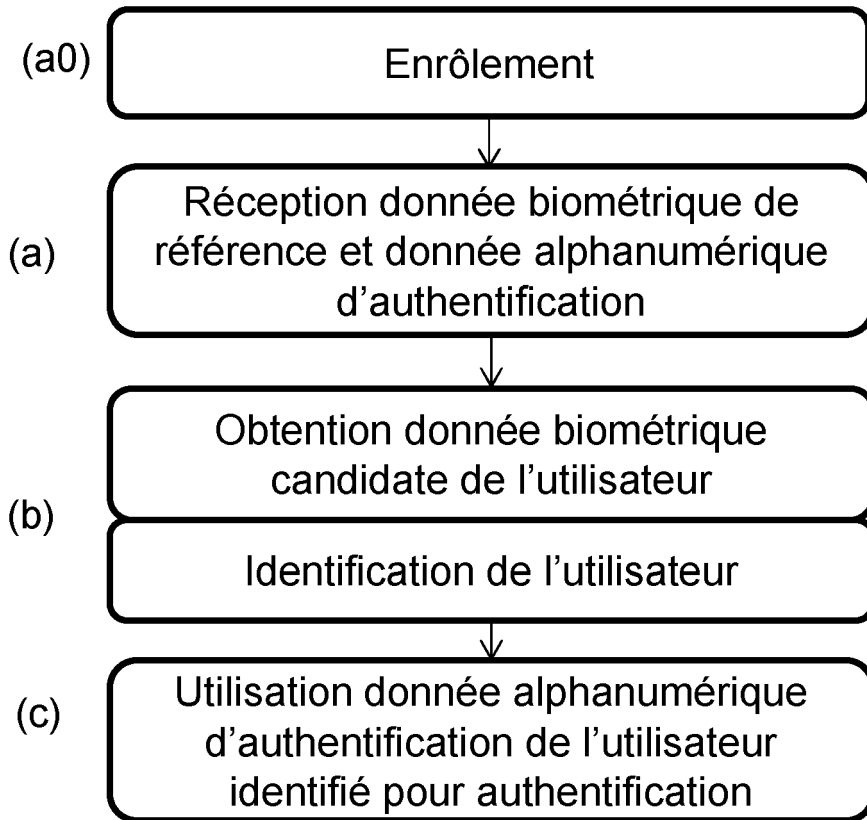 (a0)
Enrôlement
(a)
Réception donnée biométrique de
référence et donnée alphanumérique
d’authentification
(b)
Obtention donnée biométrique
candidate de l’utilisateur
Identification de l’utilisateur
(c)
Utilisation donnée alphanumérique
d’authentification de l’utilisateur
identifié pour authentification